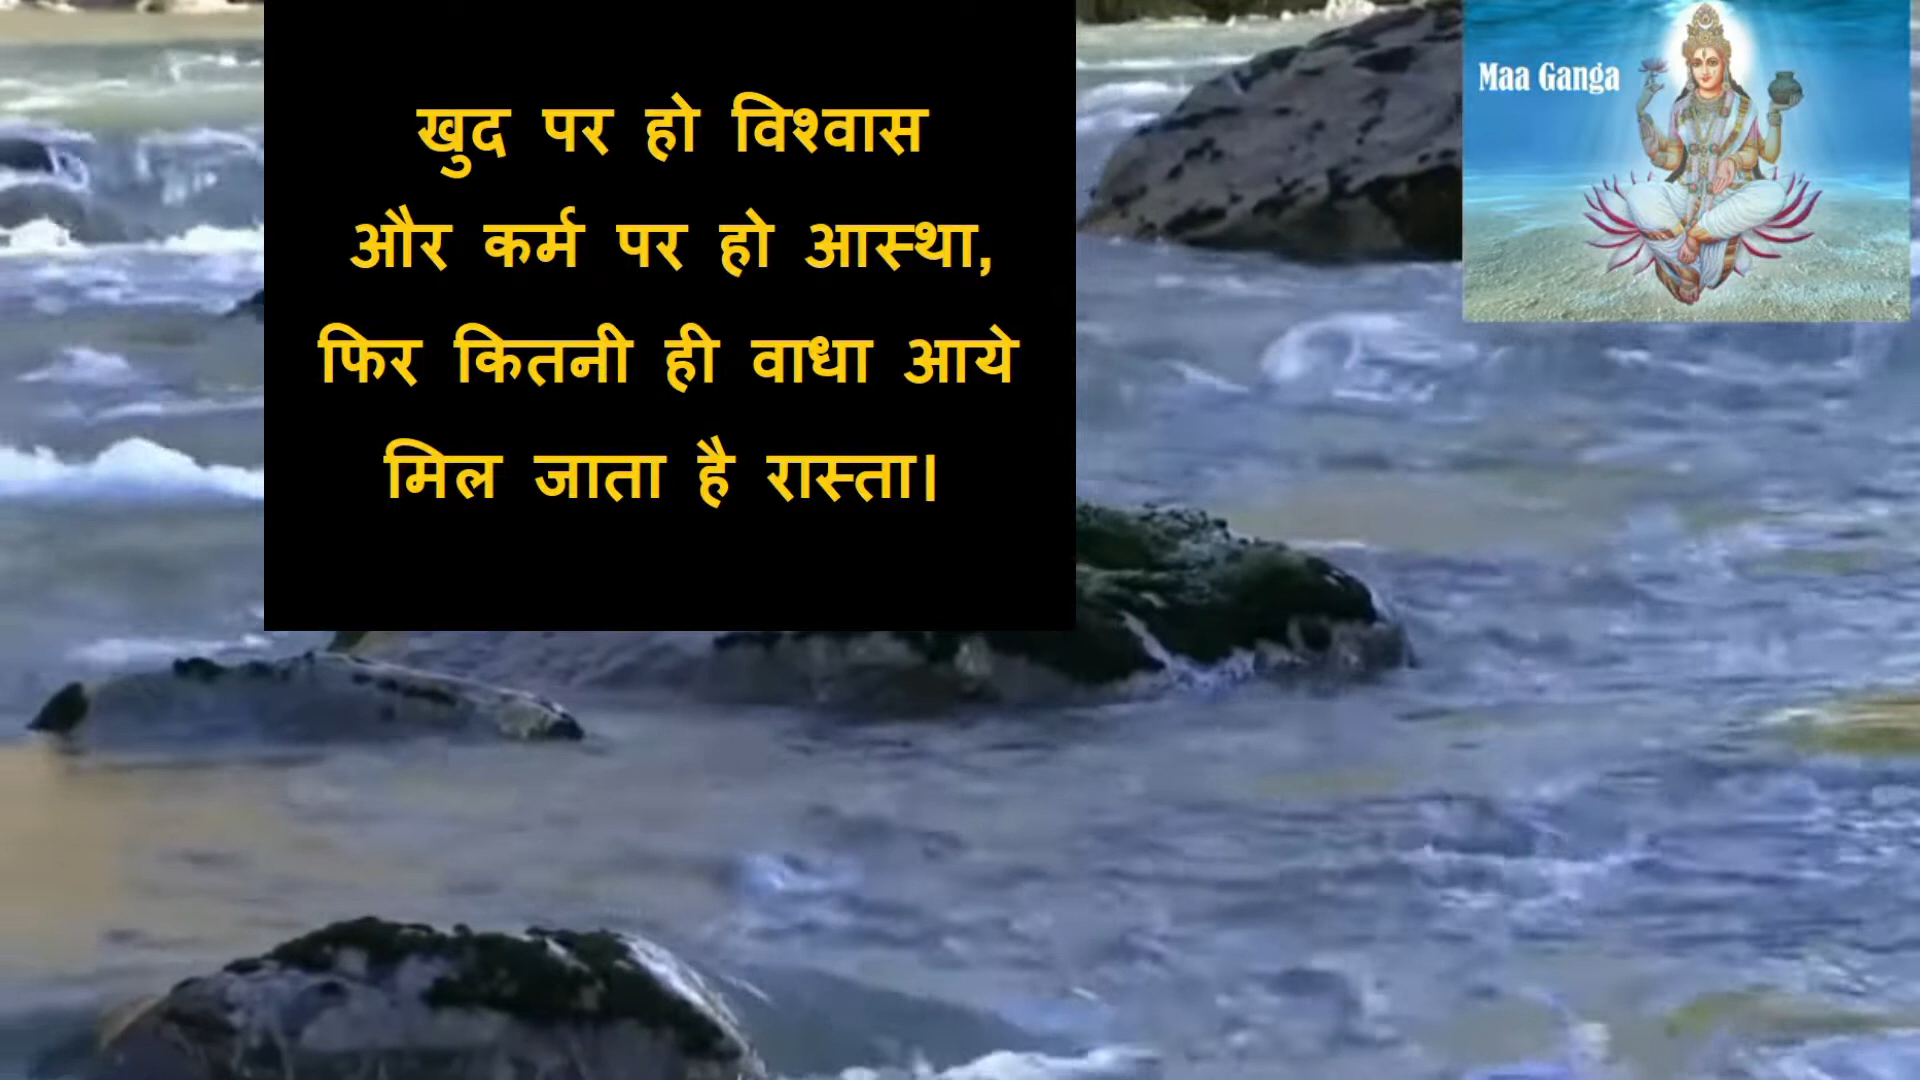 खुद पर हो विश्वास
और कर्म पर हो आस्था,
फिर कितनी ही वाधा आये
मिल जाता है रास्ता।
Maa Ganga